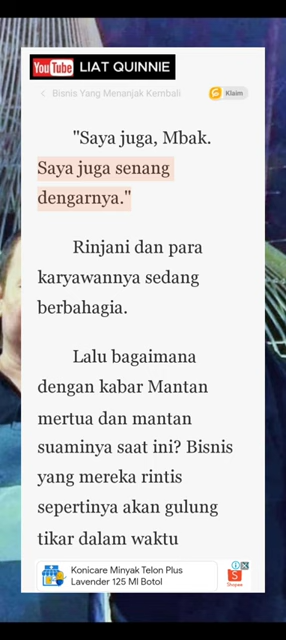 YouTube LIAT QUINNIE
Bisnis Yang Menanjak Kembali
Klaim
"Saya juga, Mbak.
Saya juga senang
dengarnya."
Rinjani dan para
karyawannya sedang
berbahagia.
Lalu bagaimana
dengan kabar Mantan
mertua dan mantan
suaminya saat ini? Bisnis
yang mereka rintis
sepertinya akan gulung
tikar dalam waktu
Konicare Minyak Telon Plus
Lavender 125 Ml Botol
Shopee